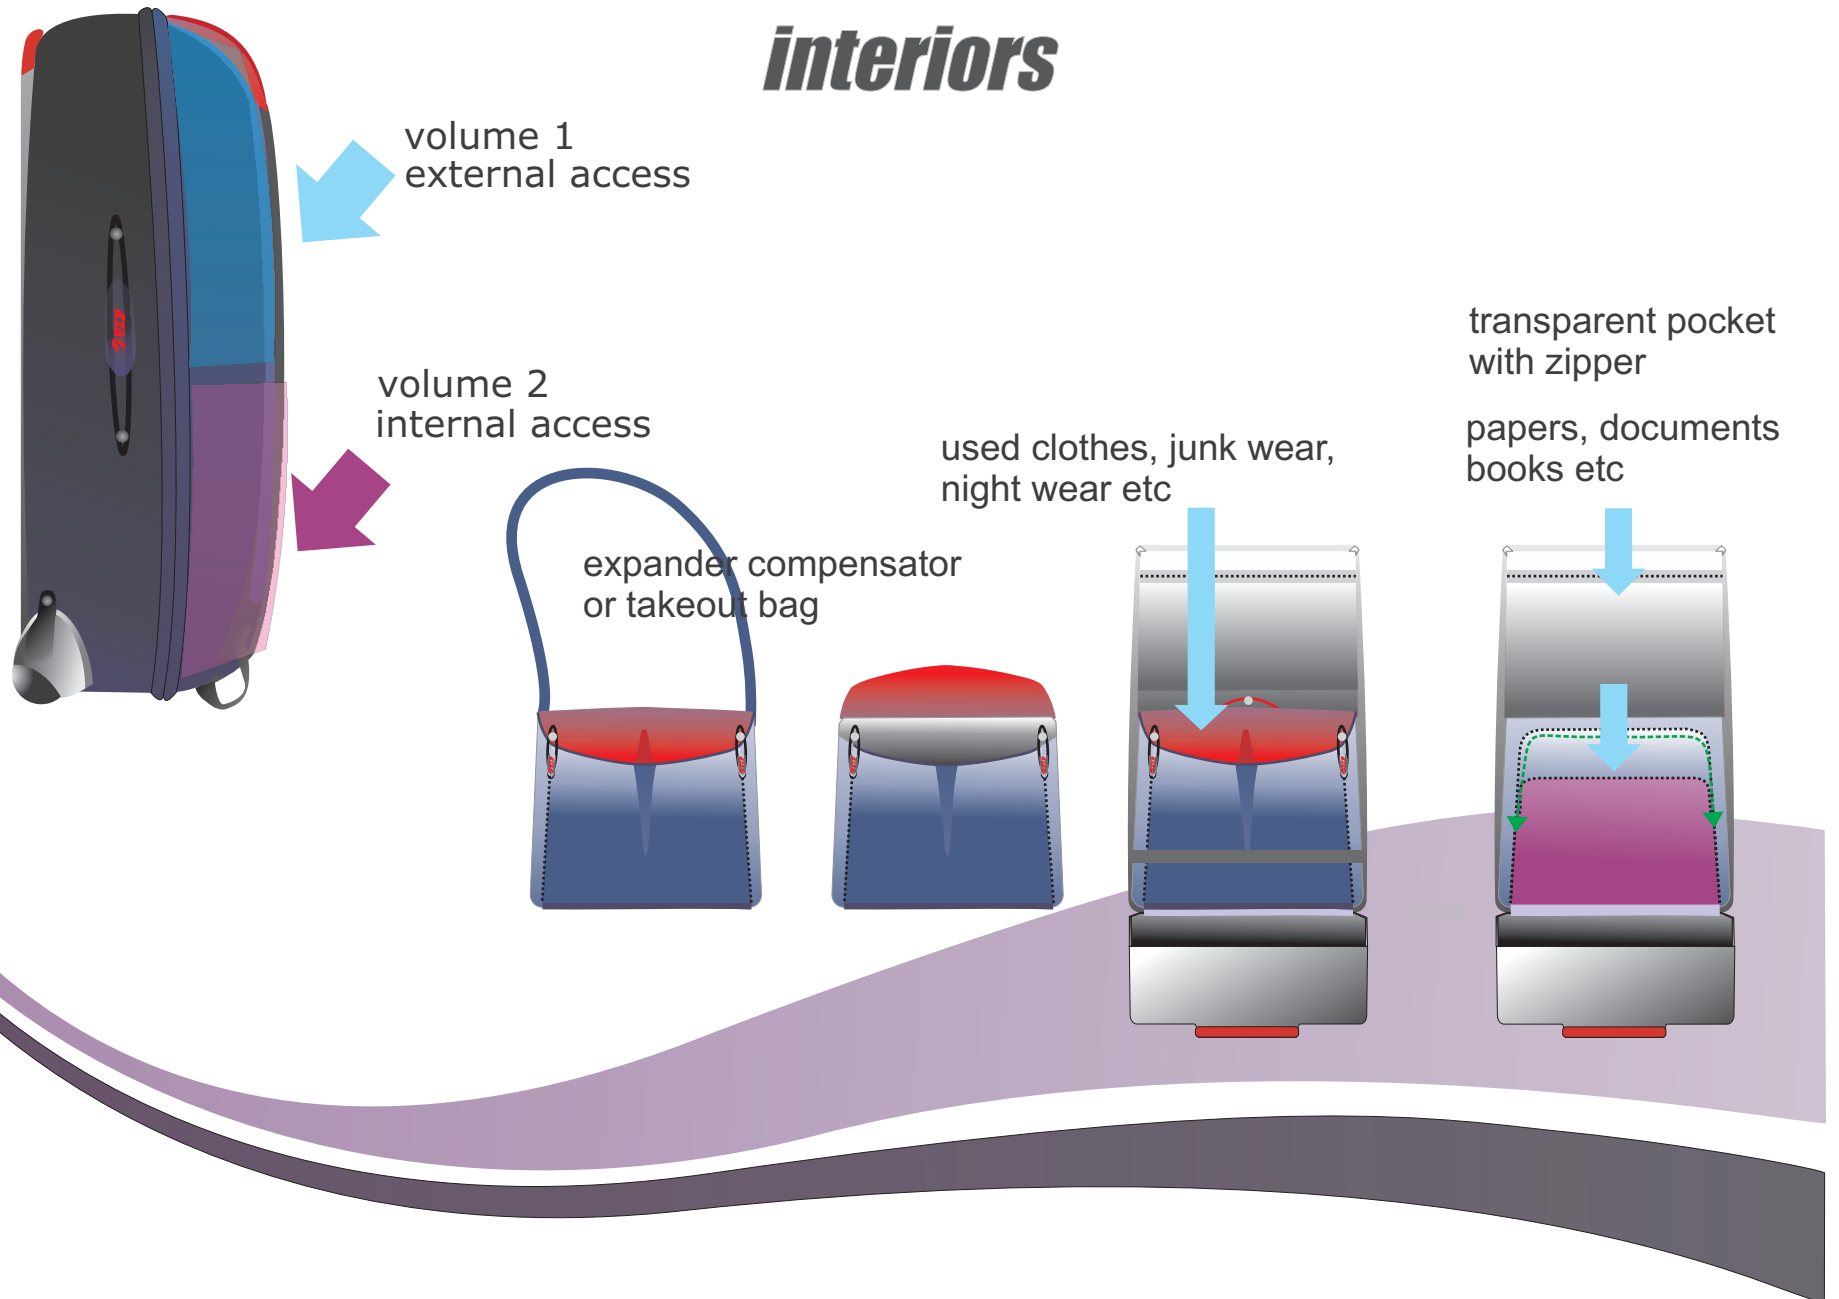 interiors
volume 1
external access
volume 2
internal access
expander compensator
or takeout bag
used clothes, junk wear,
night wear etc
transparent pocket
with zipper
papers, documents
books etc